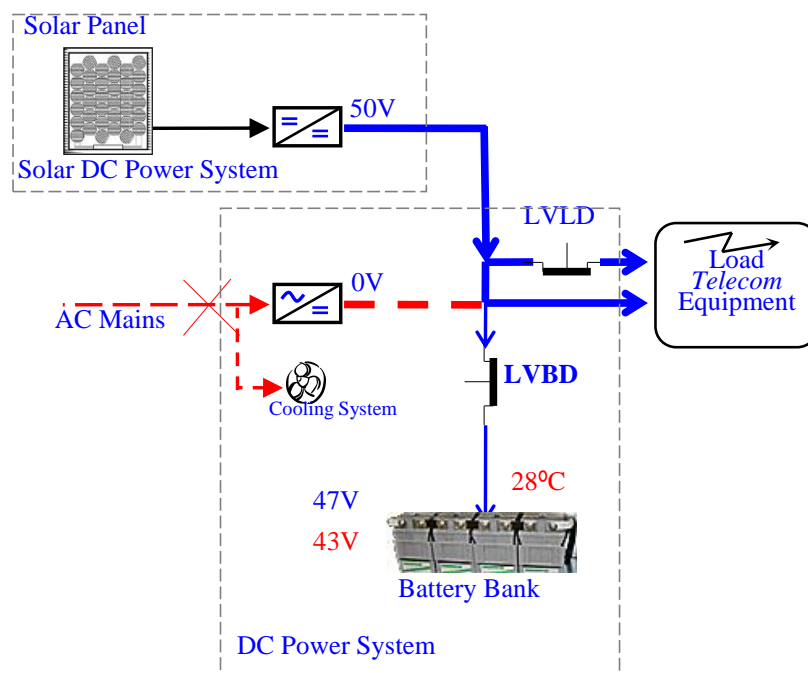 Solar Panel
50V
Solar DC Power System
LVLD
Load
Telecom
Equipment
0V
AC Mains
LVBD
Cooling System
28⁰C
47V
43V
Battery Bank
DC Power System